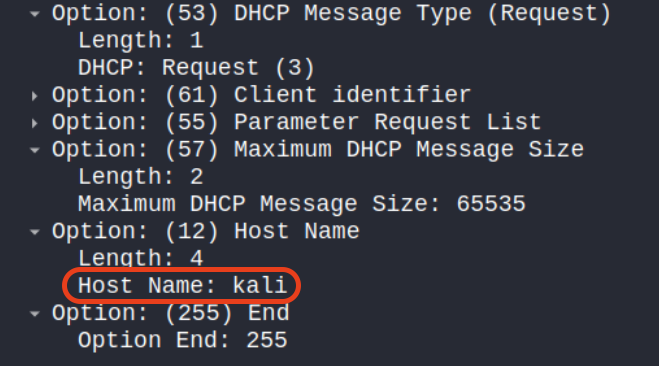 Option: (53) DHCP Message Type (Request)
Length: 1
DHCP: Request (3)
Option: (61) Client identifier
Option: (55) Parameter Request List
Option: (57) Maximum DHCP Message Size
Length: 2
Maximum DHCP Message Size: 65535
Option: (12) Host Name
Length: 4
Host Name: kali
Option: (255) End
Option End: 255